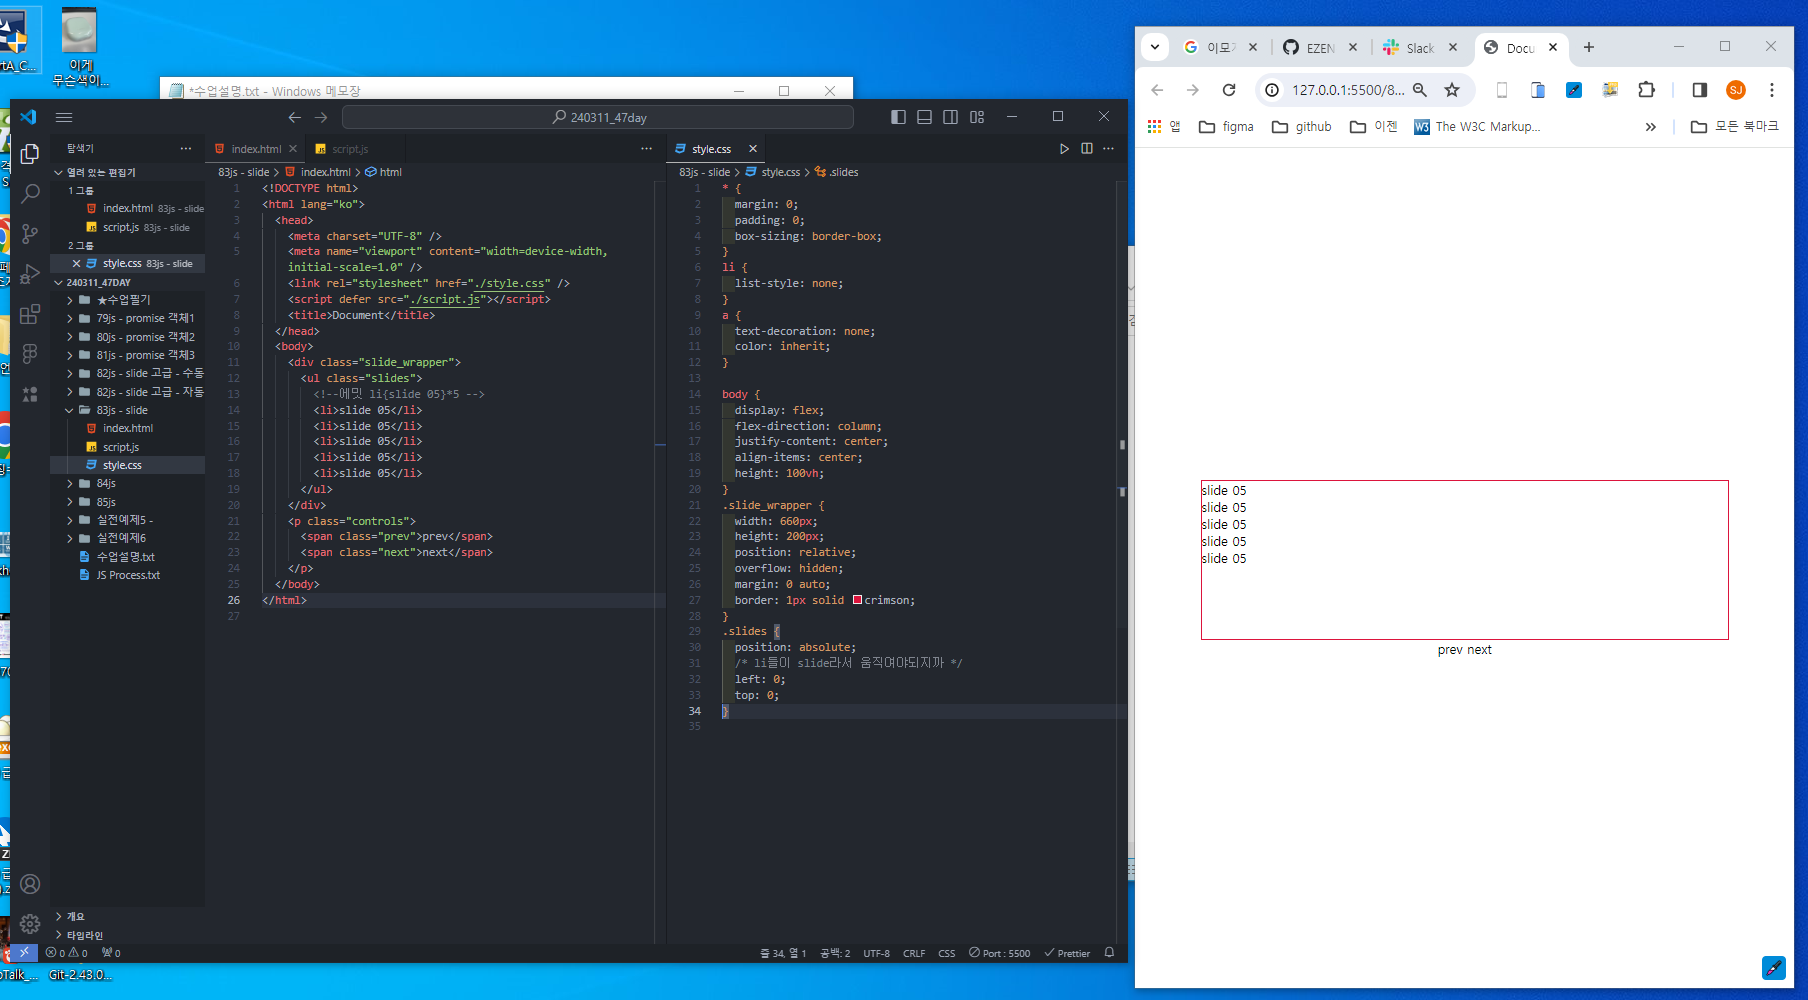 이게
무슨색이...
rtA_C...
*수업설명.txt - Windows 메모장
240311_47day
탐색기
열려 있는 편집기
1 그룹
index.html 83js - slide
script.js 83js - slide
2 그룹
style.css 83js - slide
240311_47DAY
★수업필기
79js - promise 객체1
80js - promise 객체2
81js - promise 객체3
82js - slide 고급 - 수동
82js - slide 고급 - 자동
83js - slide
index.html
script.js
style.css
84js
85js
실전예제5 -
실전예제6
수업설명.txt
JS Process.txt
개요
타임라인
index.html
script.js
83js - slide > index.html > html
1 <!DOCTYPE html>
2 <html lang="ko">
3 <head>
4 <meta charset="UTF-8" />
5 <meta name="viewport" content="width=device-width,
initial-scale=1.0" />
6 <link rel="stylesheet" href="./style.css" />
7 <script defer src="./script.js"></script>
8 <title>Document</title>
9 </head>
10 <body>
11 <div class="slide_wrapper">
12 <ul class="slides">
13 <!--에밋 li{slide 05}*5 -->
14 <li>slide 05</li>
15 <li>slide 05</li>
16 <li>slide 05</li>
17 <li>slide 05</li>
18 <li>slide 05</li>
19 </ul>
20 </div>
21 <p class="controls">
22 <span class="prev">prev</span>
23 <span class="next">next</span>
24 </p>
25 </body>
26 </html>
27
style.css
83js - slide > style.css > .slides
1 * {
2 margin: 0;
3 padding: 0;
4 box-sizing: border-box;
5 }
6 li {
7 list-style: none;
8 }
9 a {
10 text-decoration: none;
11 color: inherit;
12 }
13
14 body {
15 display: flex;
16 flex-direction: column;
17 justify-content: center;
18 align-items: center;
19 height: 100vh;
20 }
21 .slide_wrapper {
22 width: 660px;
23 height: 200px;
24 position: relative;
25 overflow: hidden;
26 margin: 0 auto;
27 border: 1px solid crimson;
28 }
29 .slides {
30 position: absolute;
31 /* li들이 slide라서 움직여야되지까 */
32 left: 0;
33 top: 0;
34 }
35
0 0 0
줄 34, 열 1 공백: 2 UTF-8 CRLF CSS Port : 5500 Prettier
Talk_... Git-2.43.0...
이모 EZEN Slack Docu
127.0.0.1:5500/8...
SJ
앱 figma github 이젠 The W3C Markup... » 모든 북마크
slide 05
slide 05
slide 05
slide 05
slide 05
prev next